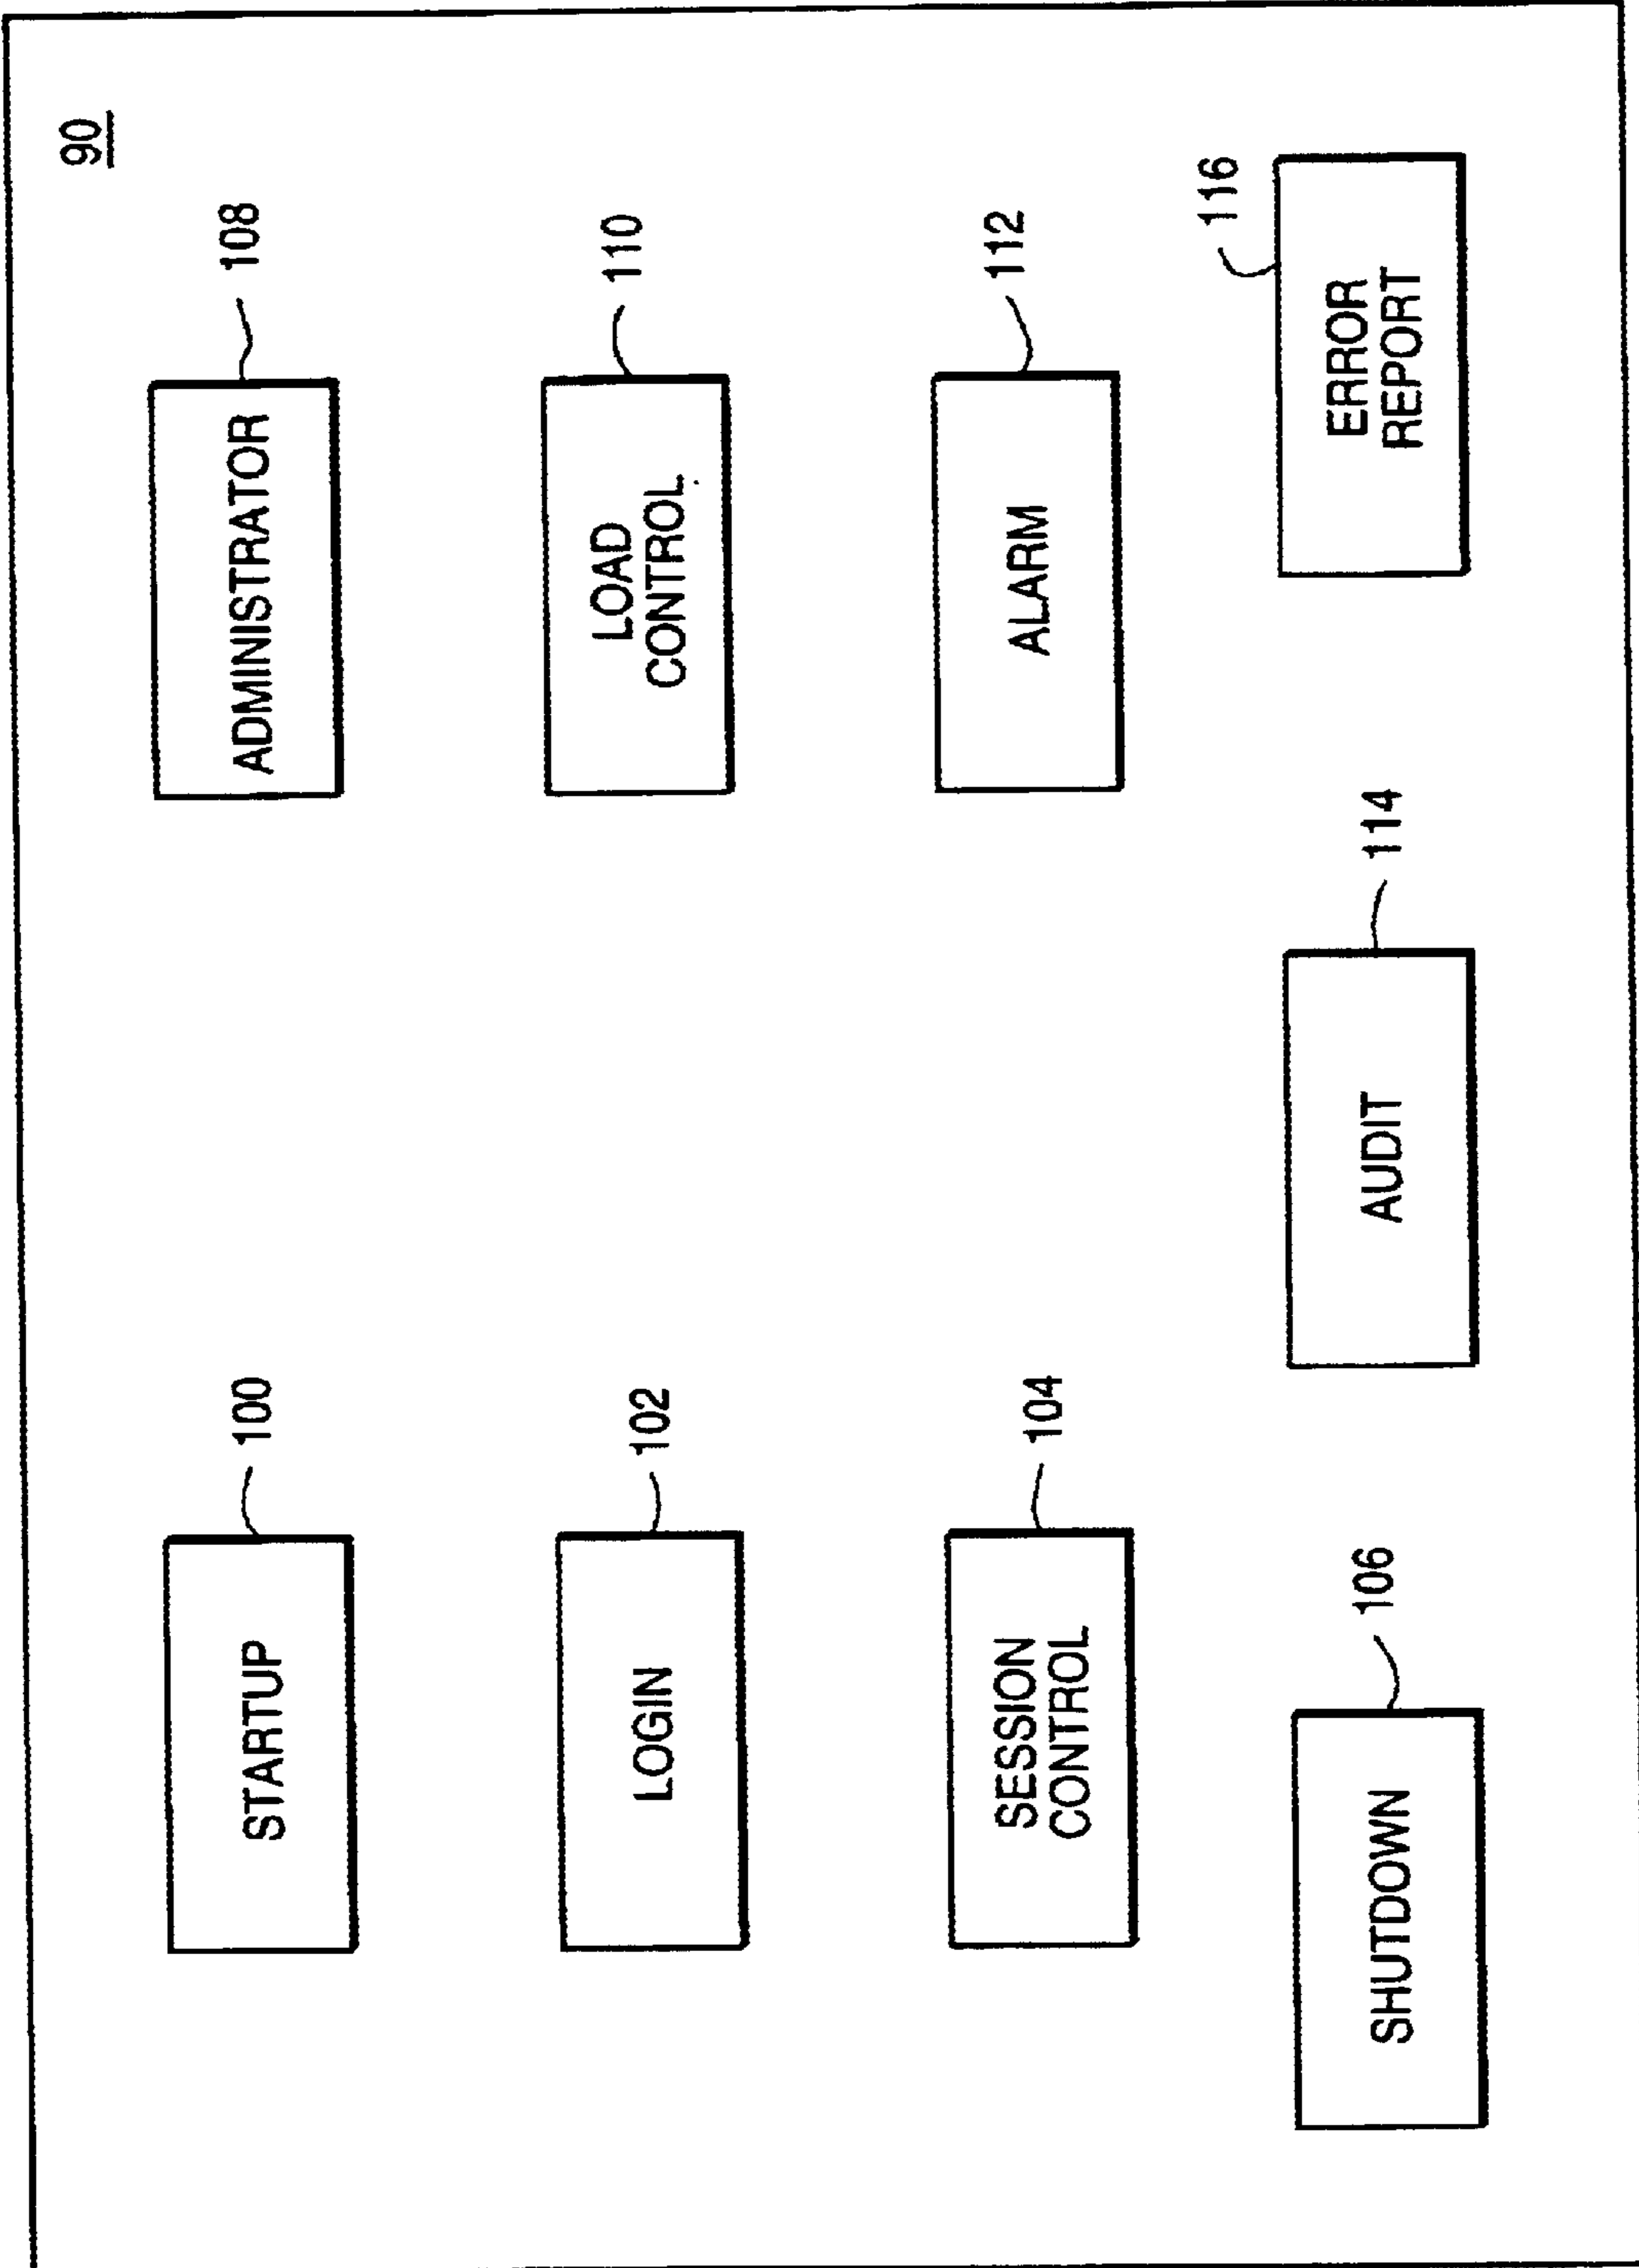 90
STARTUP
100
ADMINISTRATOR
108
LOGIN
102
LOAD
CONTROL
110
SESSION
CONTROL
104
ALARM
112
SHUTDOWN
106
AUDIT
114
ERROR
REPORT
116